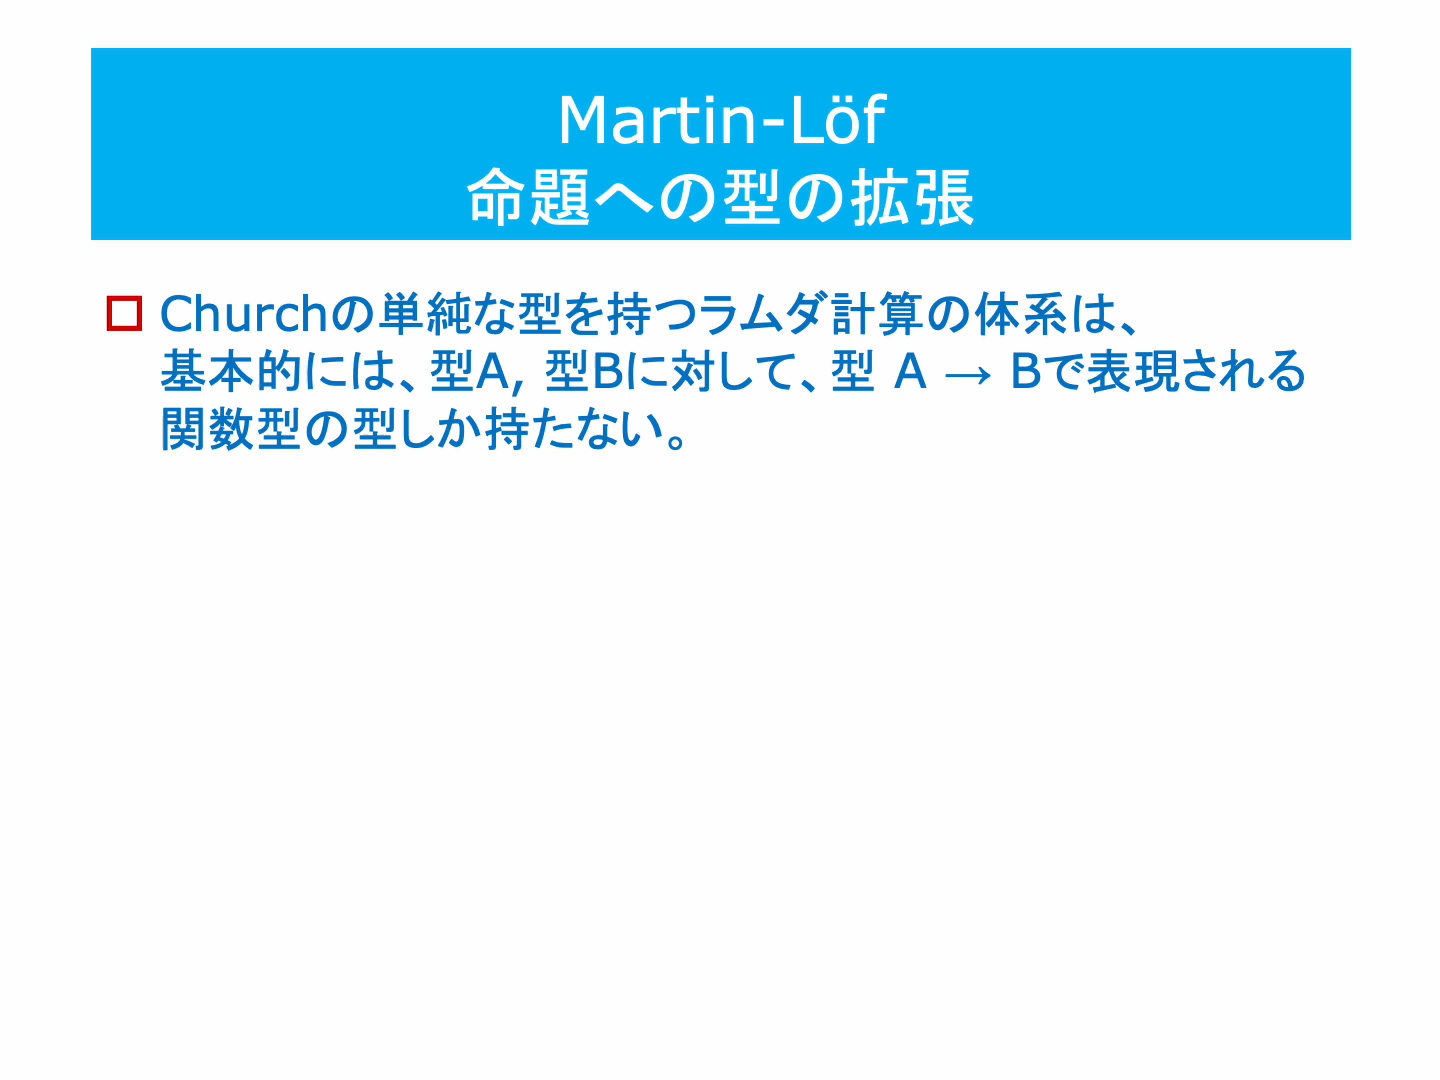 Martin-Löf
命題への型の拡張
Churchの単純な型を持つラムダ計算の体系は、
基本的には、型A, 型Bに対して、型 A → Bで表現される
関数型の型しか持たない。